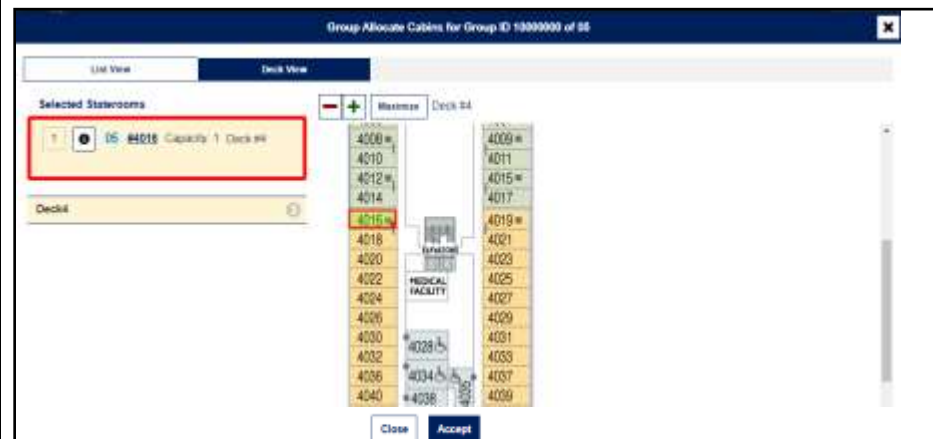 Group Allocate Cabins for Group ID 10000000 of 05
List View
Deck View
Selected Staterooms
1 05 #4016 Capacity 1 Deck #4
Deck4
Maximize Deck #4
4008
4010
4012
4014
4016
4018
4020
4022
4024
4026
4030
4032
4036
4040
MEDICAL
FACILITY
4028
4034
4038
4035
4009
4011
4015
4017
4019
4021
4023
4025
4027
4029
4031
4033
4037
4039
Close
Accept